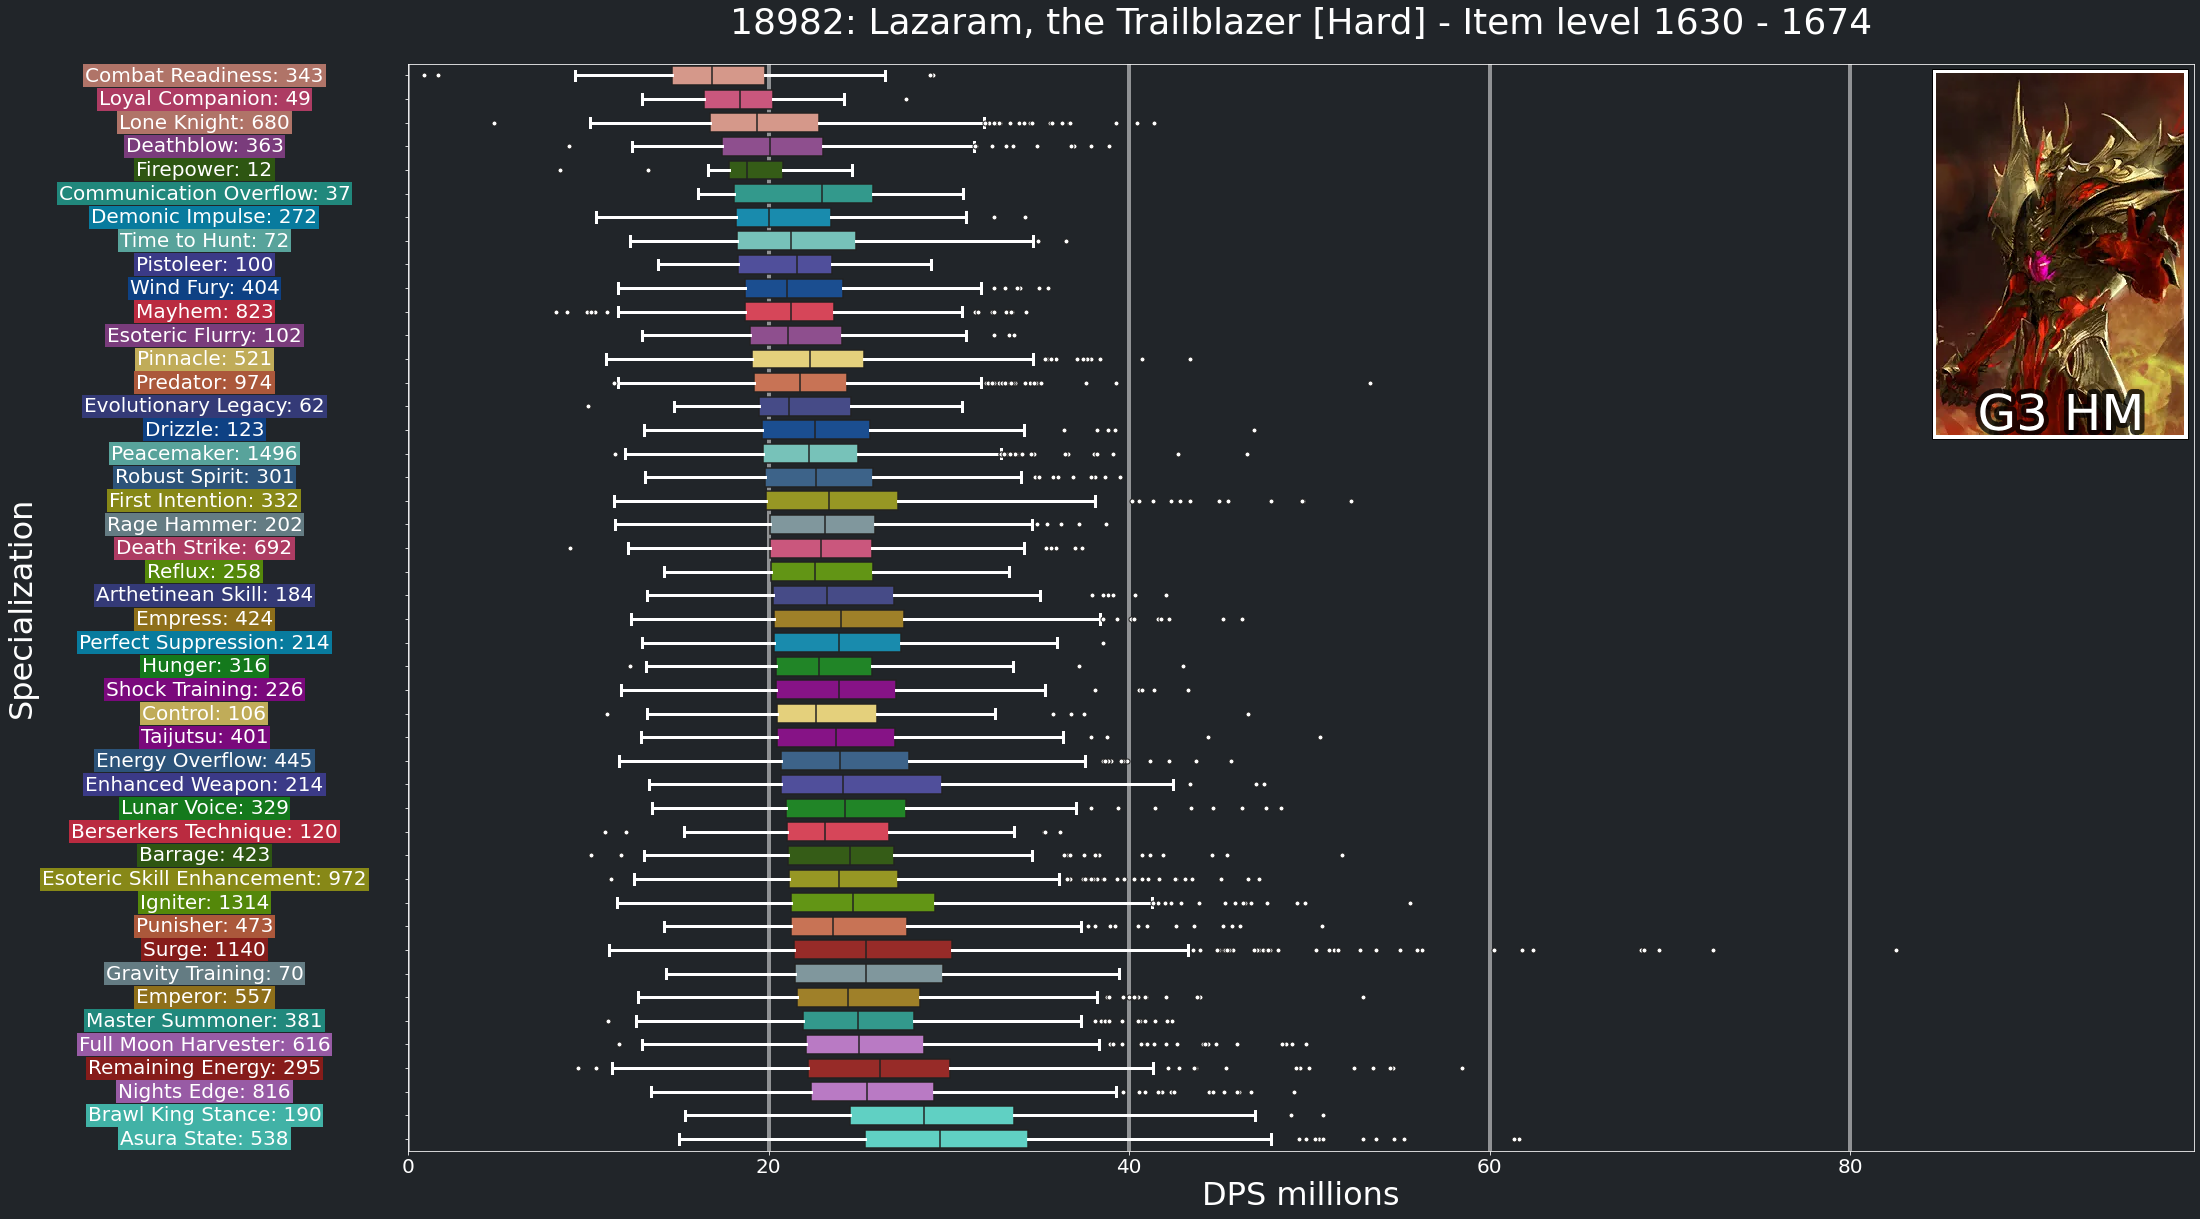 18982: Lazaram, the Trailblazer [Hard] - Item level 1630 - 1674
Combat Readiness: 343
Loyal Companion: 49
Lone Knight: 680
Deathblow: 363
Firepower: 12
Communication Overflow: 37
Demonic Impulse: 272
Time to Hunt: 72
Pistoleer: 100
Wind Fury: 404
Mayhem: 823
Esoteric Flurry: 102
Pinnacle: 521
Predator: 974
Evolutionary Legacy: 62
Drizzle: 123
Peacemaker: 1496
Robust Spirit: 301
First Intention: 332
Rage Hammer: 202
Death Strike: 692
Reflux: 258
Arthetinean Skill: 184
Empress: 424
Perfect Suppression: 214
Hunger: 316
Shock Training: 226
Control: 106
Taijutsu: 401
Energy Overflow: 445
Enhanced Weapon: 214
Lunar Voice: 329
Berserkers Technique: 120
Barrage: 423
Esoteric Skill Enhancement: 972
Igniter: 1314
Punisher: 473
Surge: 1140
Gravity Training: 70
Emperor: 557
Master Summoner: 381
Full Moon Harvester: 616
Remaining Energy: 295
Nights Edge: 816
Brawl King Stance: 190
Asura State: 538
Specialization
G3 HM
0 20 40 60 80
DPS millions